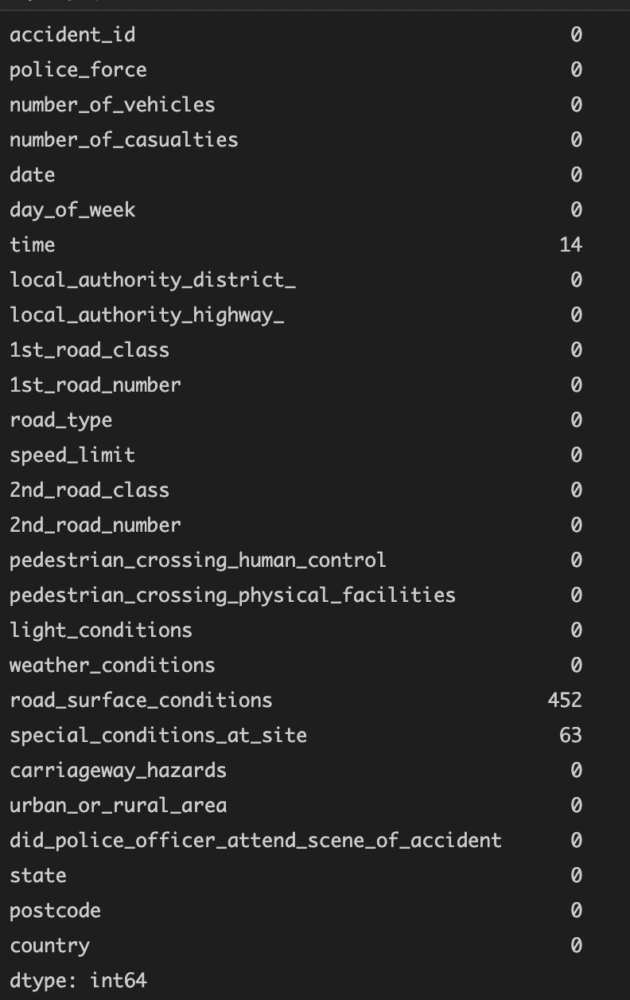 accident_id 0
police_force 0
number_of_vehicles 0
number_of_casualties 0
date 0
day_of_week 0
time 14
local_authority_district_ 0
local_authority_highway_ 0
1st_road_class 0
1st_road_number 0
road_type 0
speed_limit 0
2nd_road_class 0
2nd_road_number 0
pedestrian_crossing_human_control 0
pedestrian_crossing_physical_facilities 0
light_conditions 0
weather_conditions 0
road_surface_conditions 452
special_conditions_at_site 63
carriageway_hazards 0
urban_or_rural_area 0
did_police_officer_attend_scene_of_accident 0
state 0
postcode 0
country 0
dtype: int64